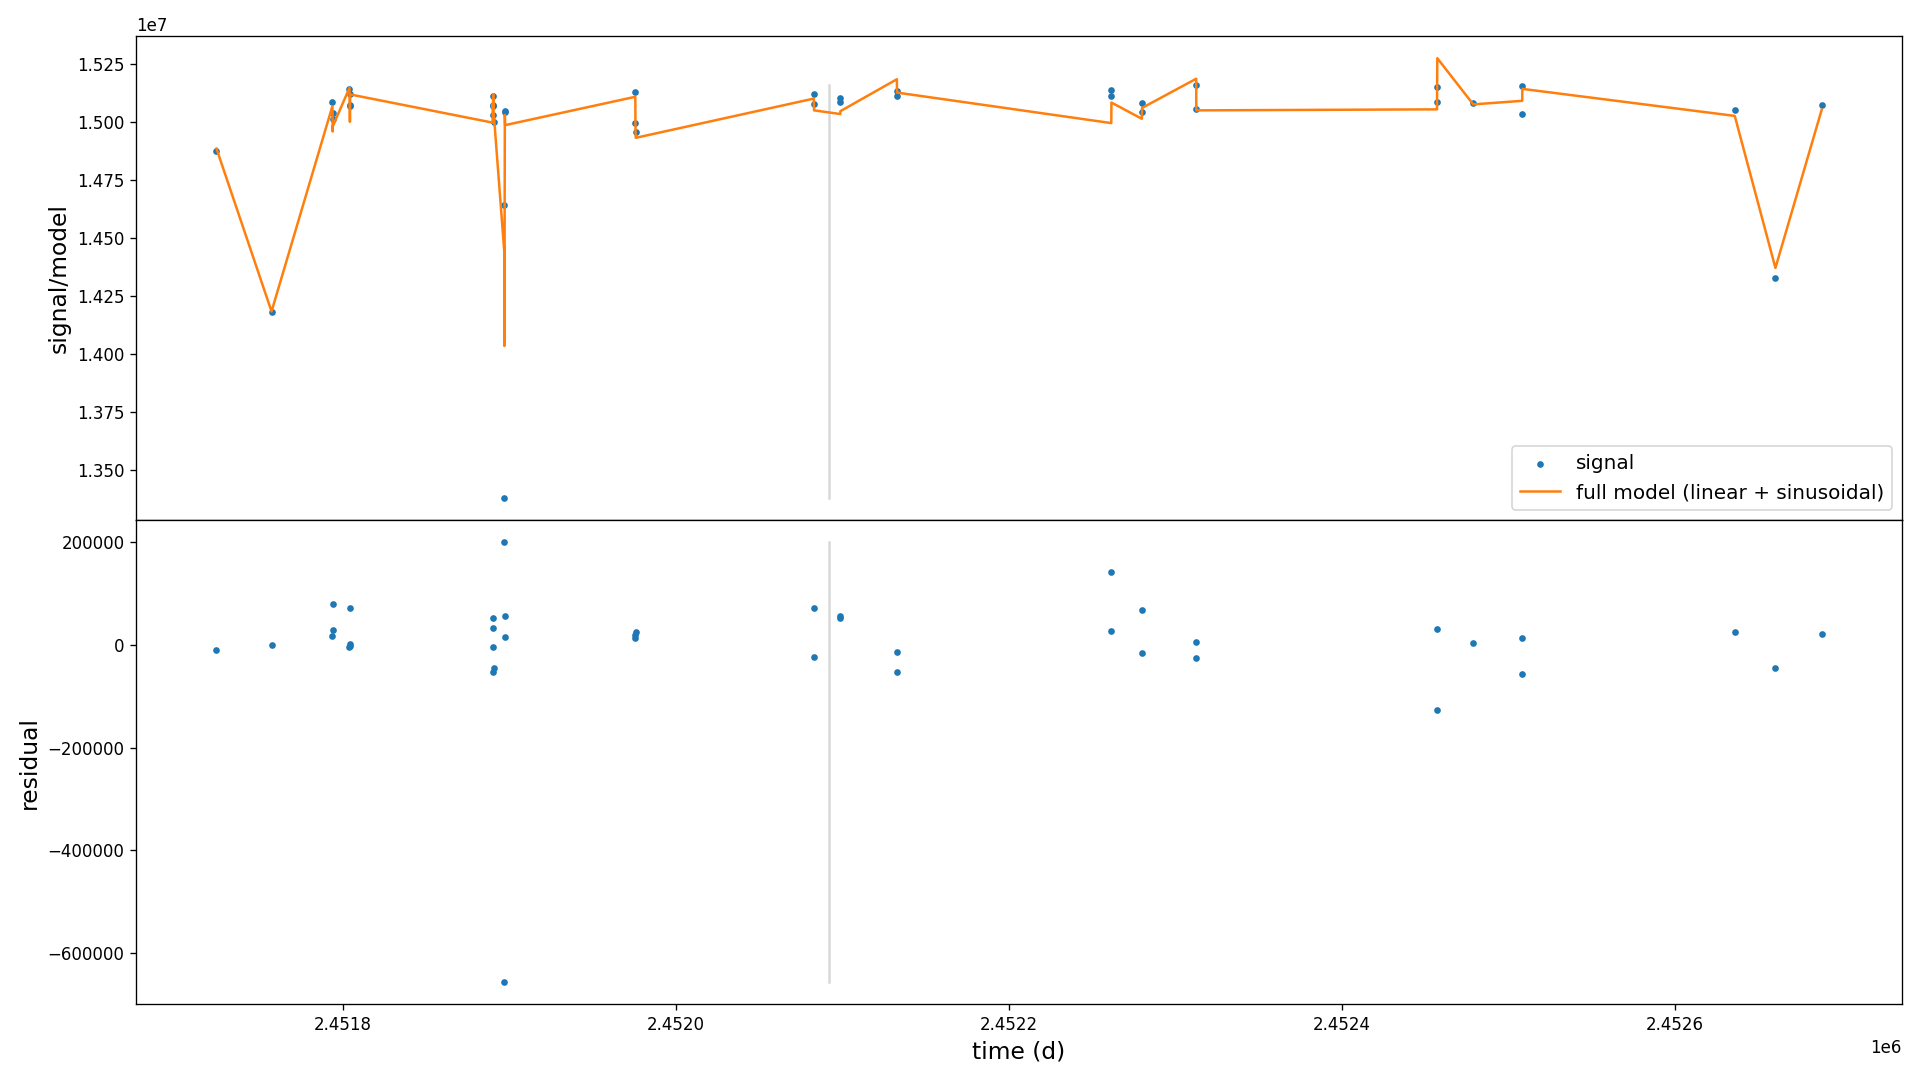 1e7
1.525
1.500
1.475
1.450
1.425
1.400
1.375
1.350
signal/model
signal
full model (linear + sinusoidal)
200000
0
−200000
−400000
−600000
residual
2.4518
2.4520
2.4522
2.4524
2.4526
1e6
time (d)